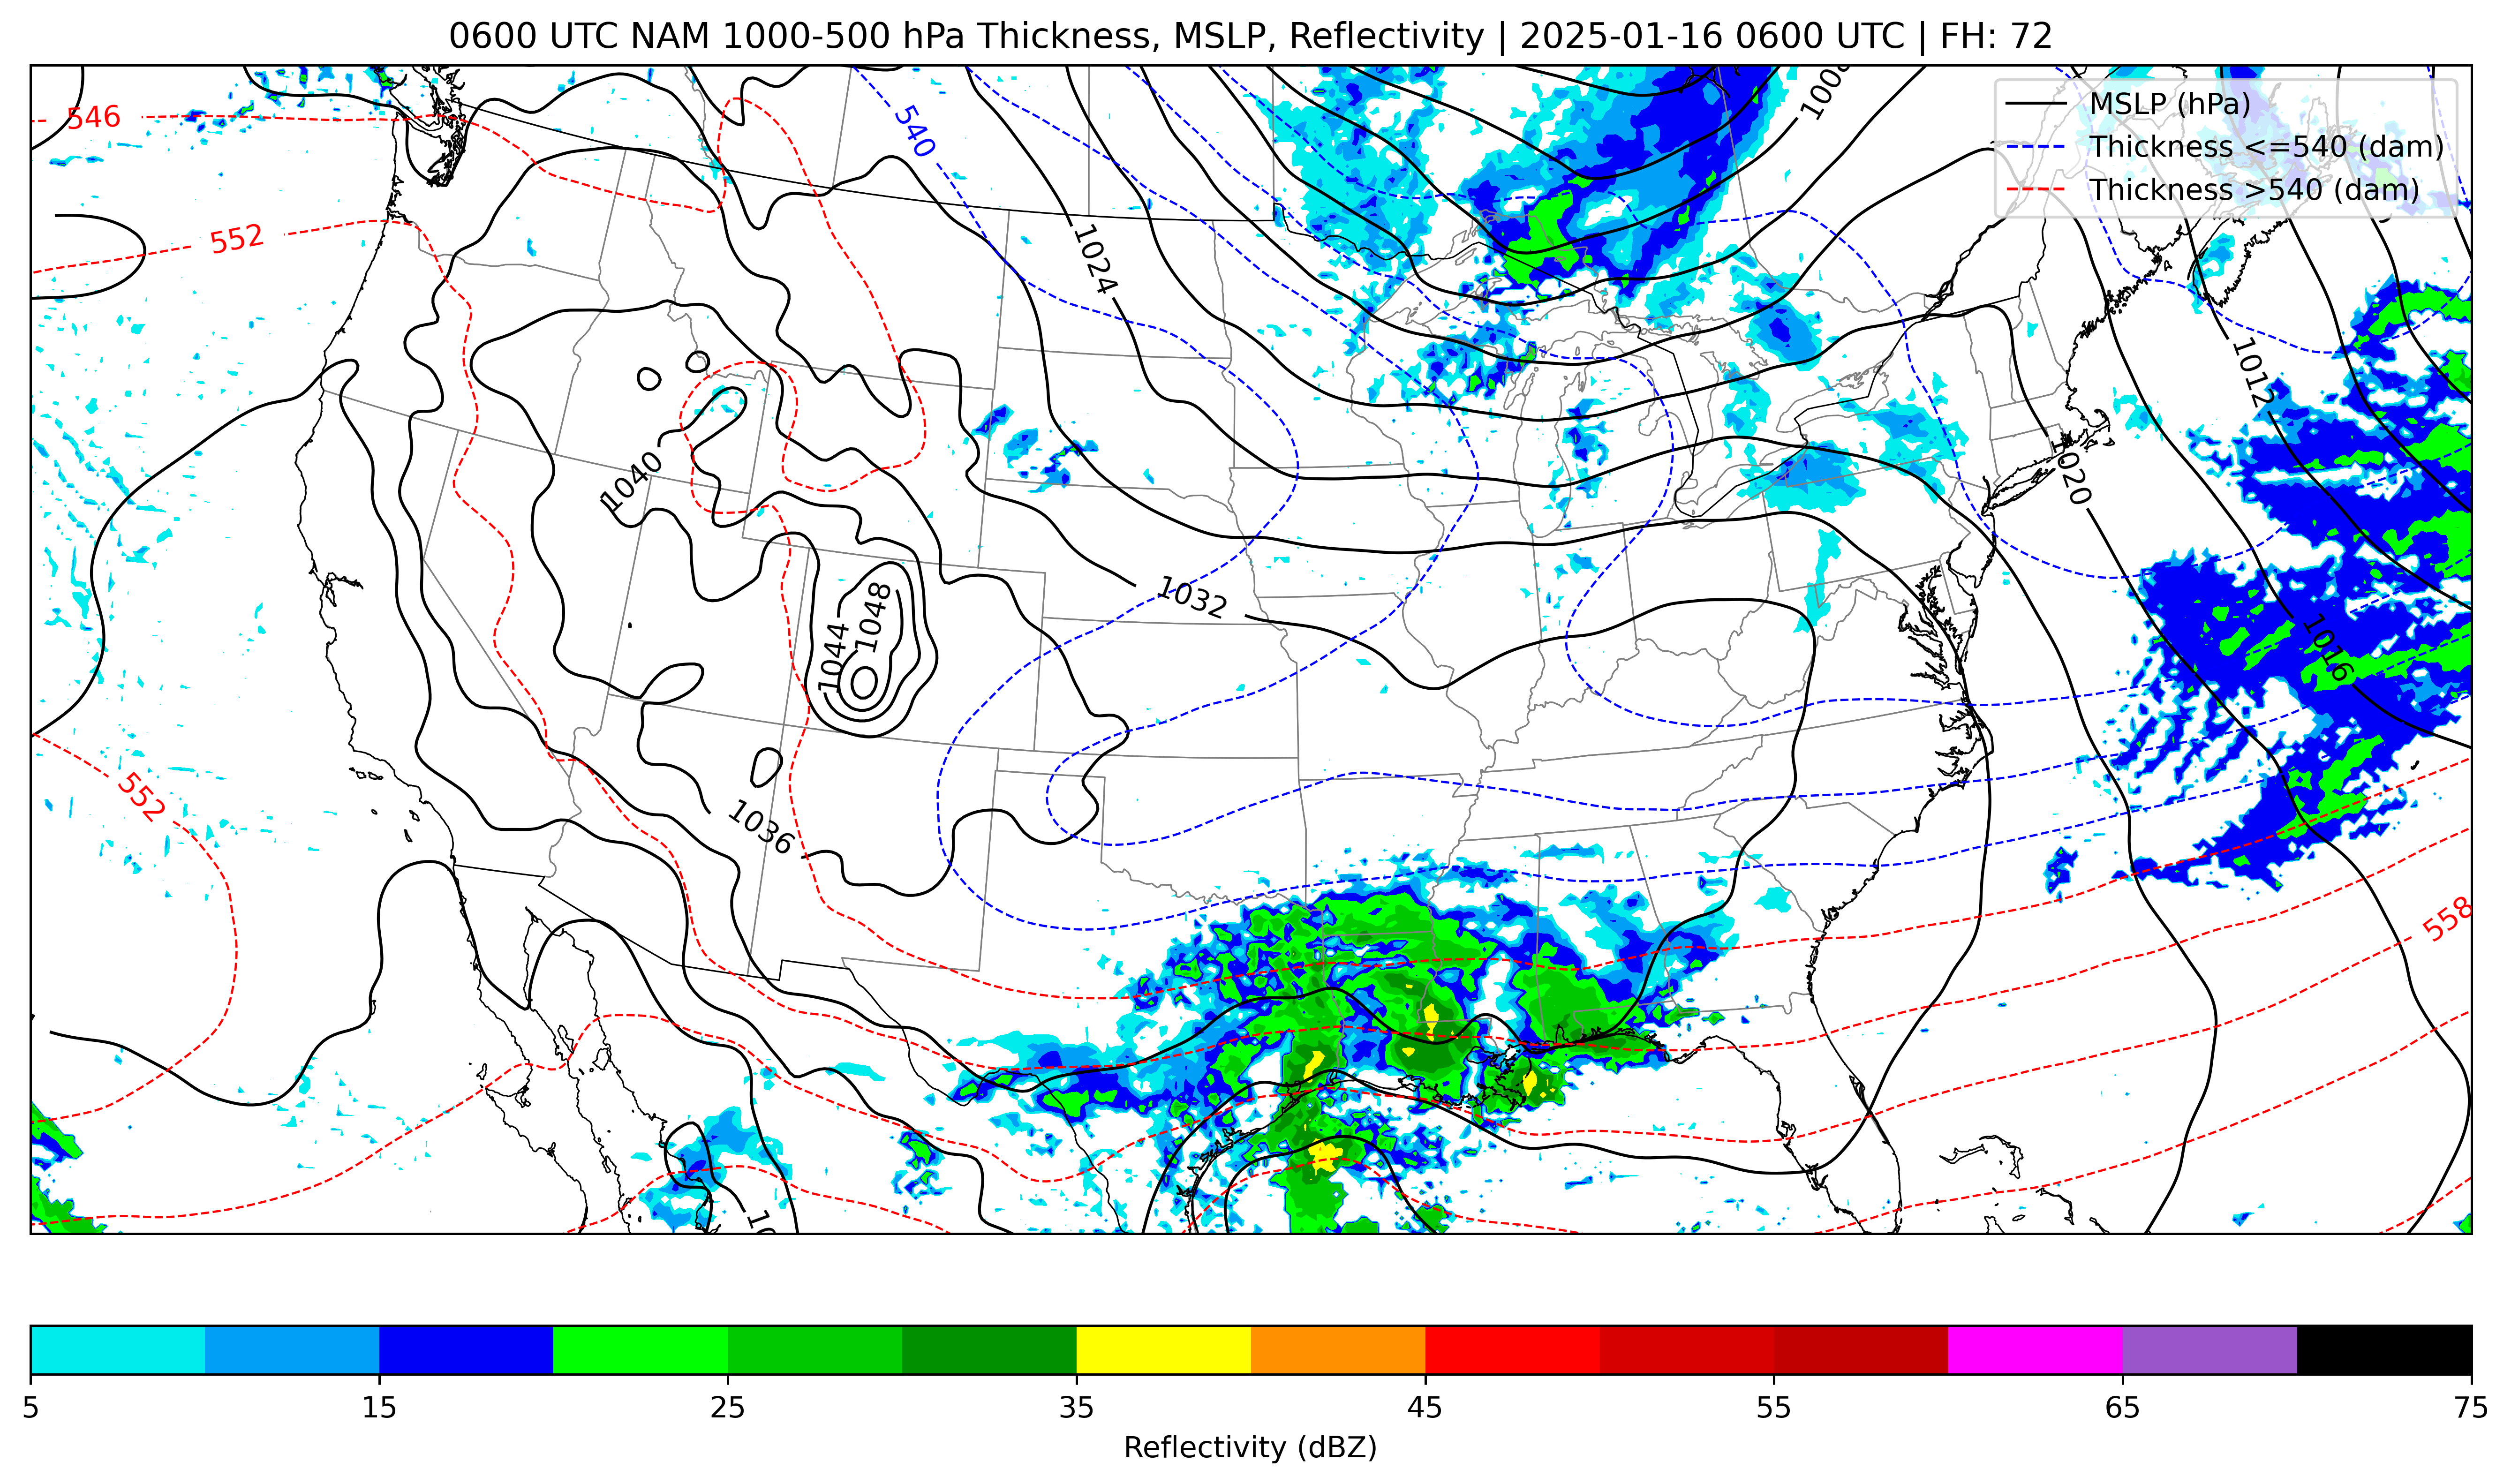 0600 UTC NAM 1000-500 hPa Thickness, MSLP, Reflectivity | 2025-01-16 0600 UTC | FH: 72
MSLP (hPa)
Thickness <=540 (dam)
Thickness >540 (dam)
546
540
552
1024
1012
1040
1020
1032
1048
1044
1016
552
1036
558
5 15 25 35 45 55 65 75
Reflectivity (dBZ)